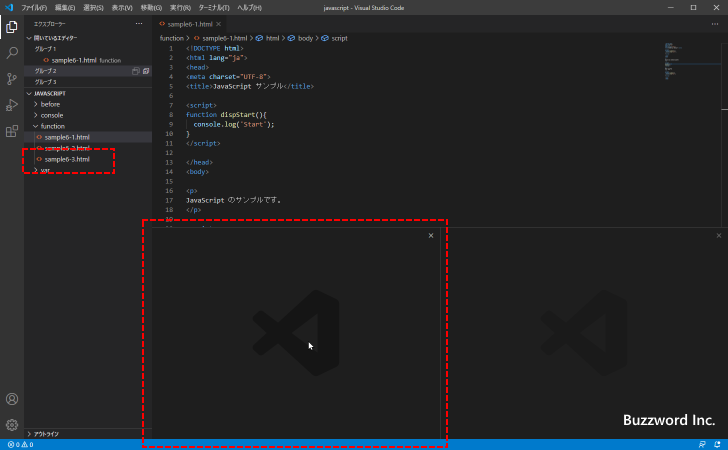 ファイル(F) 編集(E) 選択(S) 表示(V) 移動(G) 実行(R) ターミナル(T) ヘルプ(H) javascript - Visual Studio Code
エクスプローラー
開いているエディター
グループ 1
sample6-1.html function
グループ 2
グループ 3
JAVASCRIPT
before
console
function
sample6-1.html
sample6-2.html
sample6-3.html
var
アウトライン
sample6-1.html
function > sample6-1.html > html > body > script
1 <!DOCTYPE html>
2 <html lang="ja">
3 <head>
4 <meta charset="UTF-8">
5 <title>JavaScript サンプル</title>
6
7 <script>
8 function dispStart(){
9 console.log('Start');
10 }
11 </script>
12
13 </head>
14 <body>
15
16 <p>
17 JavaScript のサンプルです。
18 </p>
19
Buzzword Inc.
0 0